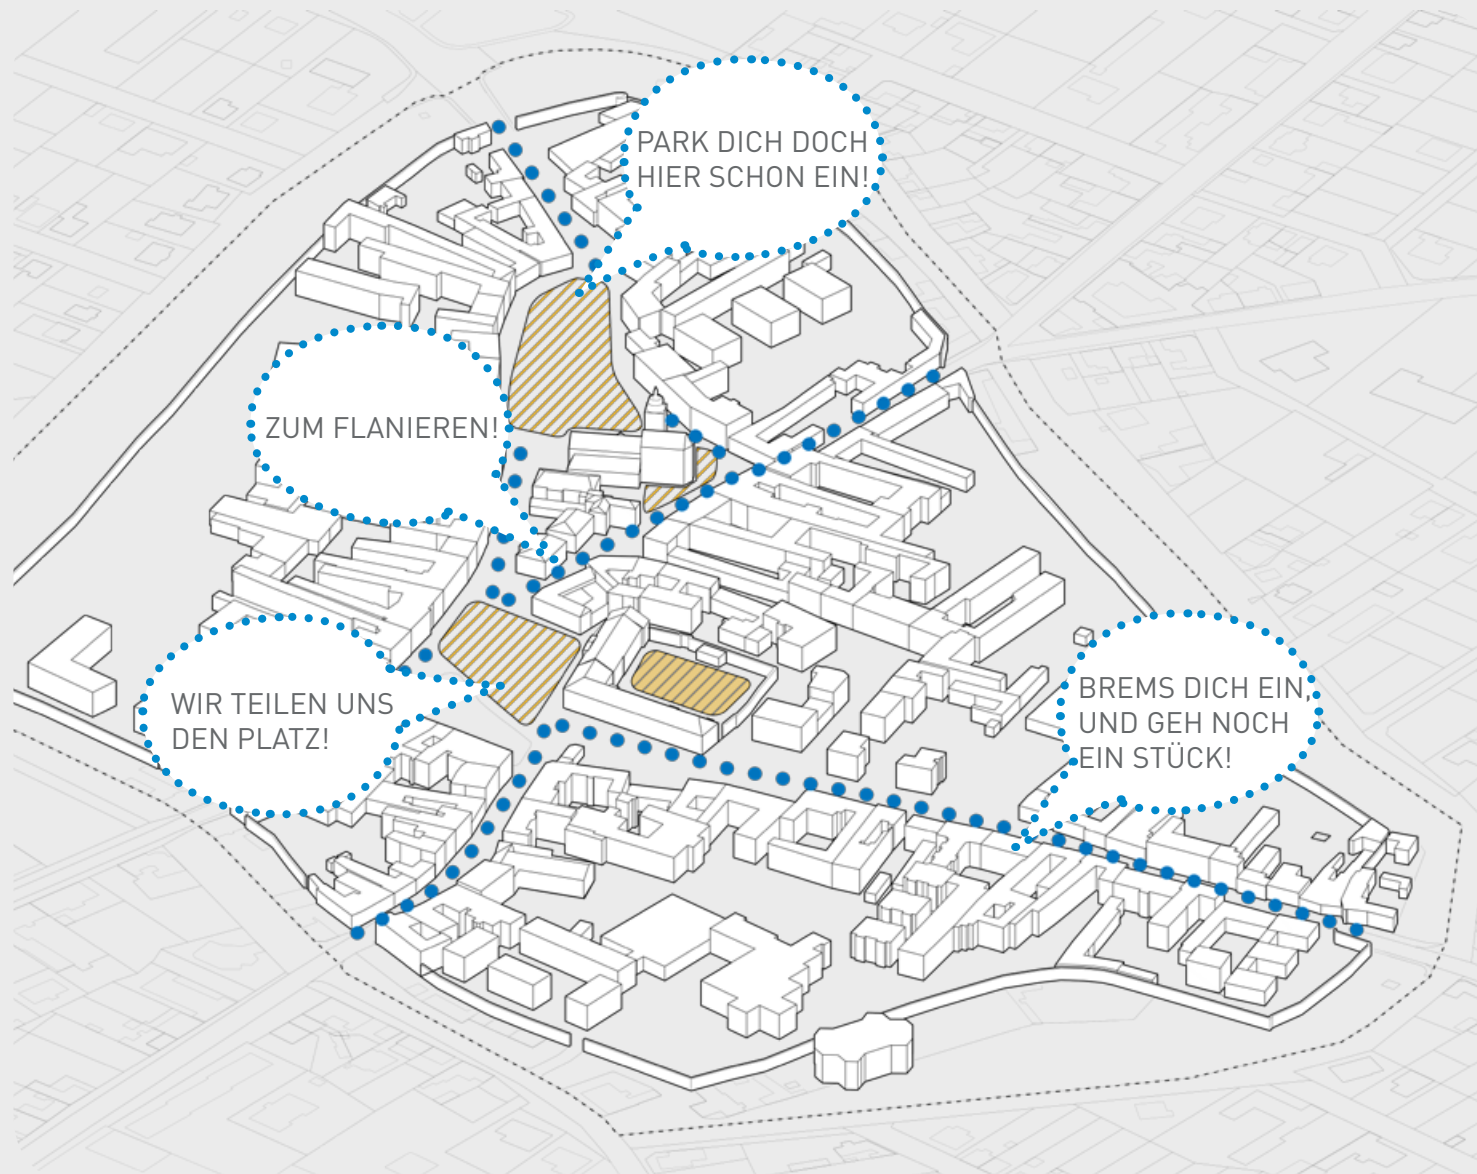 PARK DICH DOCH
HIER SCHON EIN!
ZUM FLANIEREN!
WIR TEILEN UNS
DEN PLATZ!
BREMS DICH EIN,
UND GEH NOCH
EIN STÜCK!